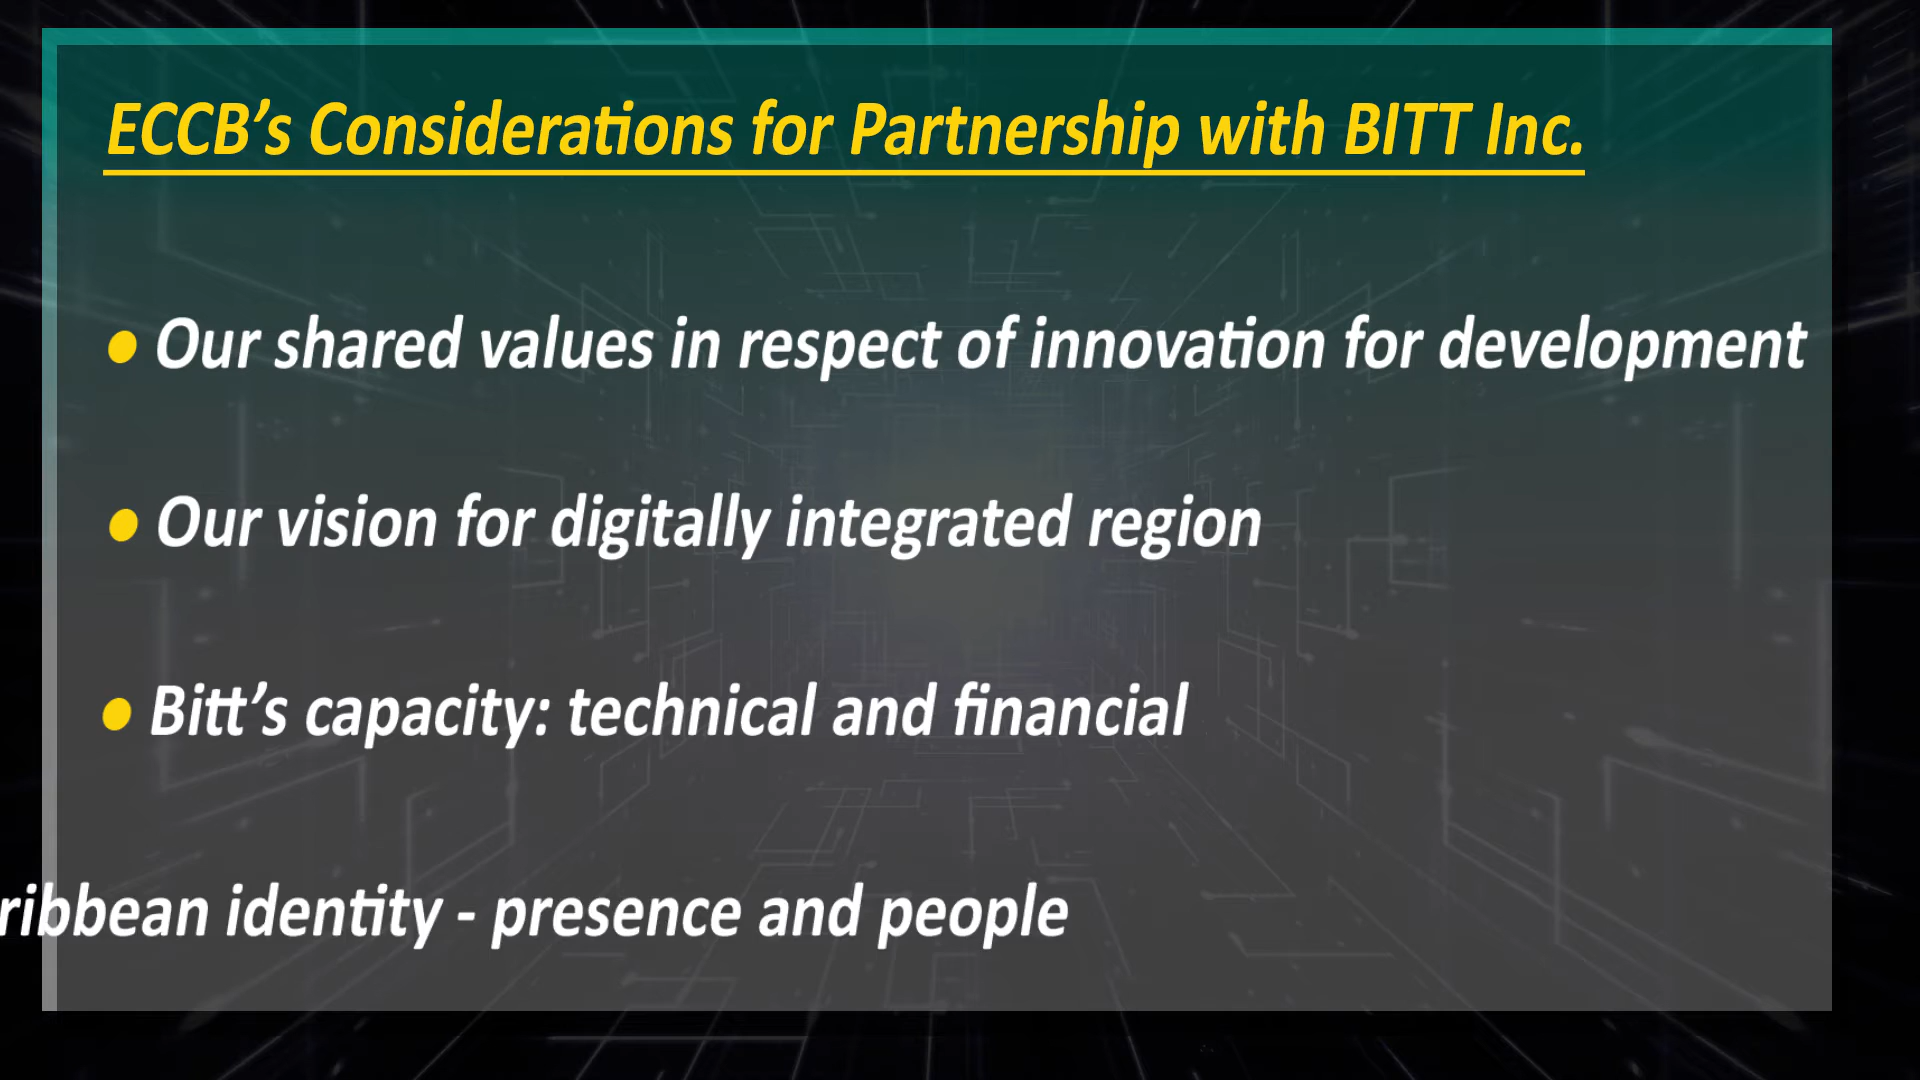 ECCB’s Considerations for Partnership with BITT Inc.
• Our shared values in respect of innovation for development
• Our vision for digitally integrated region
• Bitt’s capacity: technical and financial
ribbean identity - presence and people